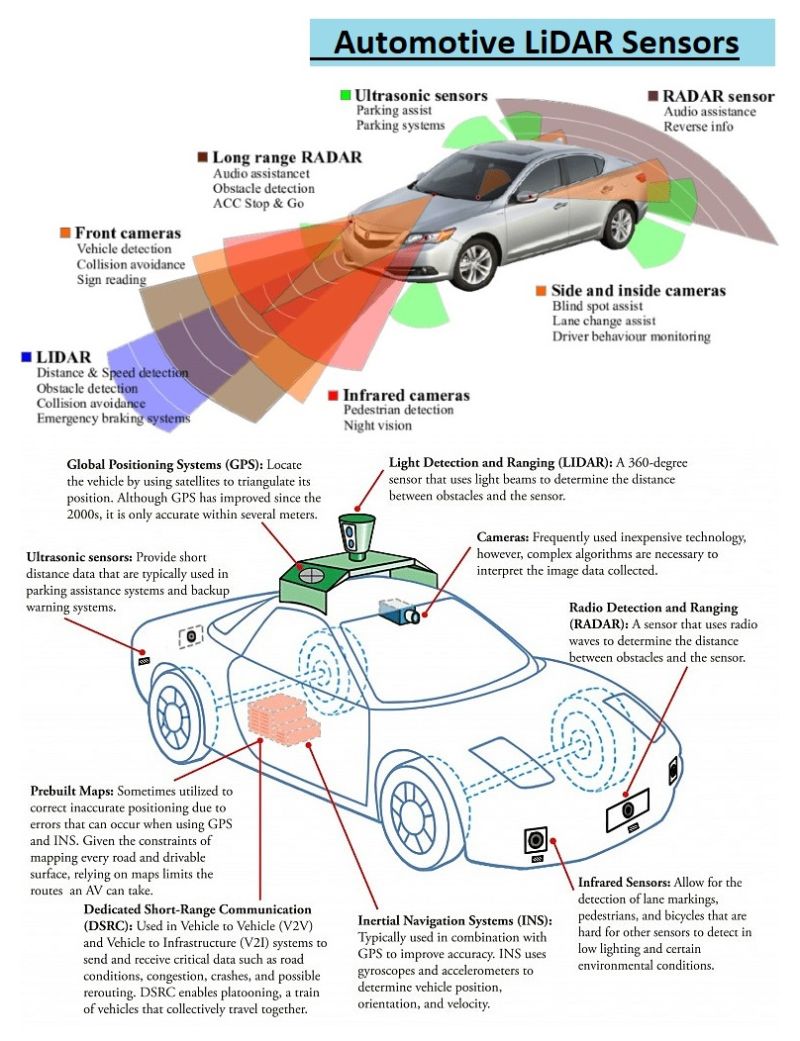 Automotive LiDAR Sensors
Ultrasonic sensors
Parking assist
Parking systems
RADAR sensor
Audio assistance
Reverse info
Long range RADAR
Audio assistancet
Obstacle detection
ACC Stop & Go
Front cameras
Vehicle detection
Collision avoidance
Sign reading
Side and inside cameras
Blind spot assist
Lane change assist
Driver behaviour monitoring
LIDAR
Distance & Speed detection
Obstacle detection
Collision avoidance
Emergency braking systems
Infrared cameras
Pedestrian detection
Night vision
Global Positioning Systems (GPS): Locate
the vehicle by using satellites to triangulate its
position. Although GPS has improved since the
2000s, it is only accurate within several meters.
Light Detection and Ranging (LIDAR): A 360-degree
sensor that uses light beams to determine the distance
between obstacles and the sensor.
Cameras: Frequently used inexpensive technology,
however, complex algorithms are necessary to
interpret the image data collected.
Ultrasonic sensors: Provide short
distance data that are typically used in
parking assistance systems and backup
warning systems.
Radio Detection and Ranging
(RADAR): A sensor that uses radio
waves to determine the distance
between obstacles and the sensor.
Prebuilt Maps: Sometimes utilized to
correct inaccurate positioning due to
errors that can occur when using GPS
and INS. Given the constraints of
mapping every road and drivable
surface, relying on maps limits the
routes an AV can take.
Dedicated Short-Range Communication
(DSRC): Used in Vehicle to Vehicle (V2V)
and Vehicle to Infrastructure (V2I) systems to
send and receive critical data such as road
conditions, congestion, crashes, and possible
rerouting. DSRC enables platooning, a train
of vehicles that collectively travel together.
Inertial Navigation Systems (INS):
Typically used in combination with
GPS to improve accuracy. INS uses
gyroscopes and accelerometers to
determine vehicle position,
orientation, and velocity.
Infrared Sensors: Allow for the
detection of lane markings,
pedestrians, and bicycles that are
hard for other sensors to detect in
low lighting and certain
environmental conditions.